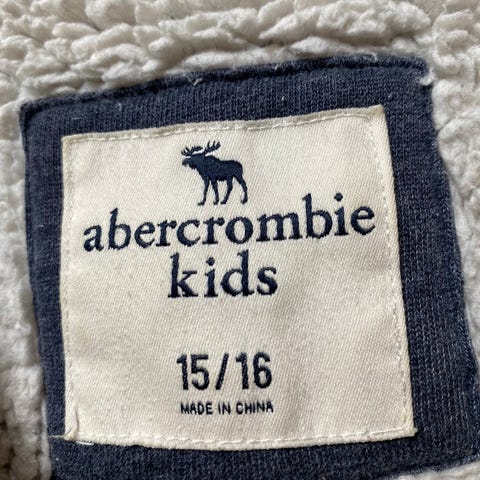 abercrombie
kids
15/16
MADE IN CHINA